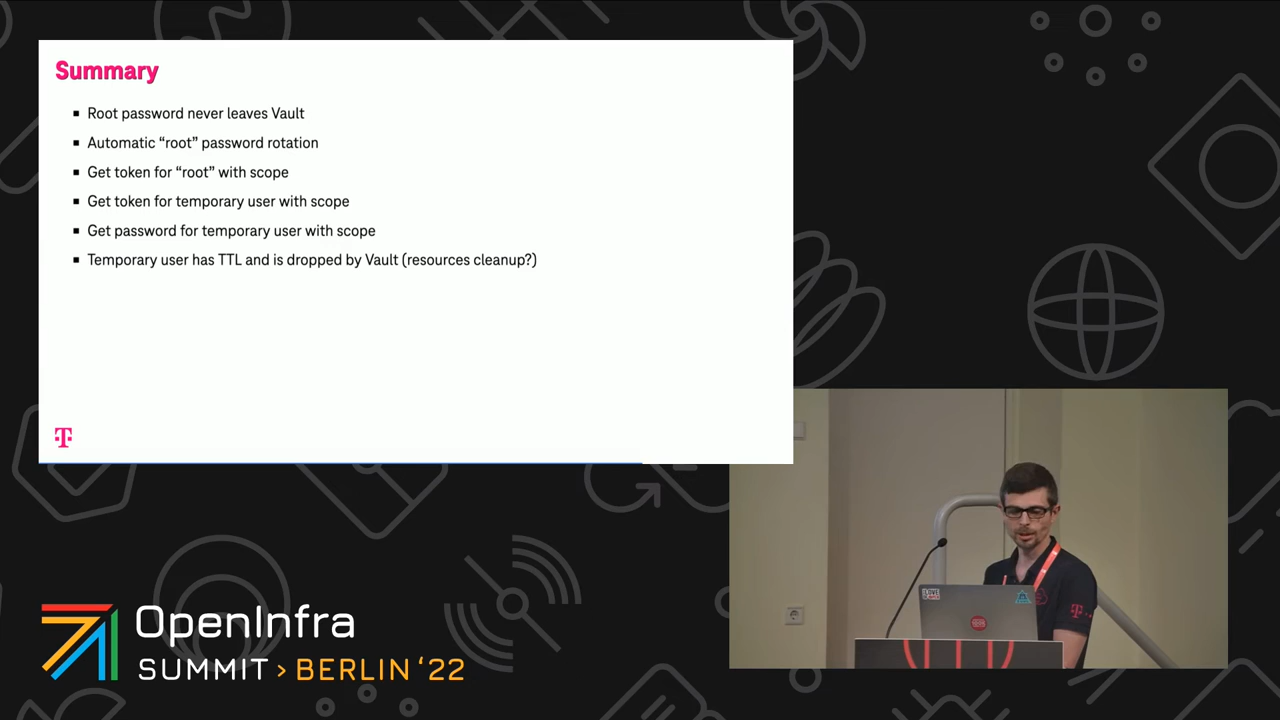 Summary
▪ Root password never leaves Vault
▪ Automatic “root” password rotation
▪ Get token for “root” with scope
▪ Get token for temporary user with scope
▪ Get password for temporary user with scope
▪ Temporary user has TTL and is dropped by Vault (resources cleanup?)
T
OpenInfra
SUMMIT > BERLIN ‘22
T